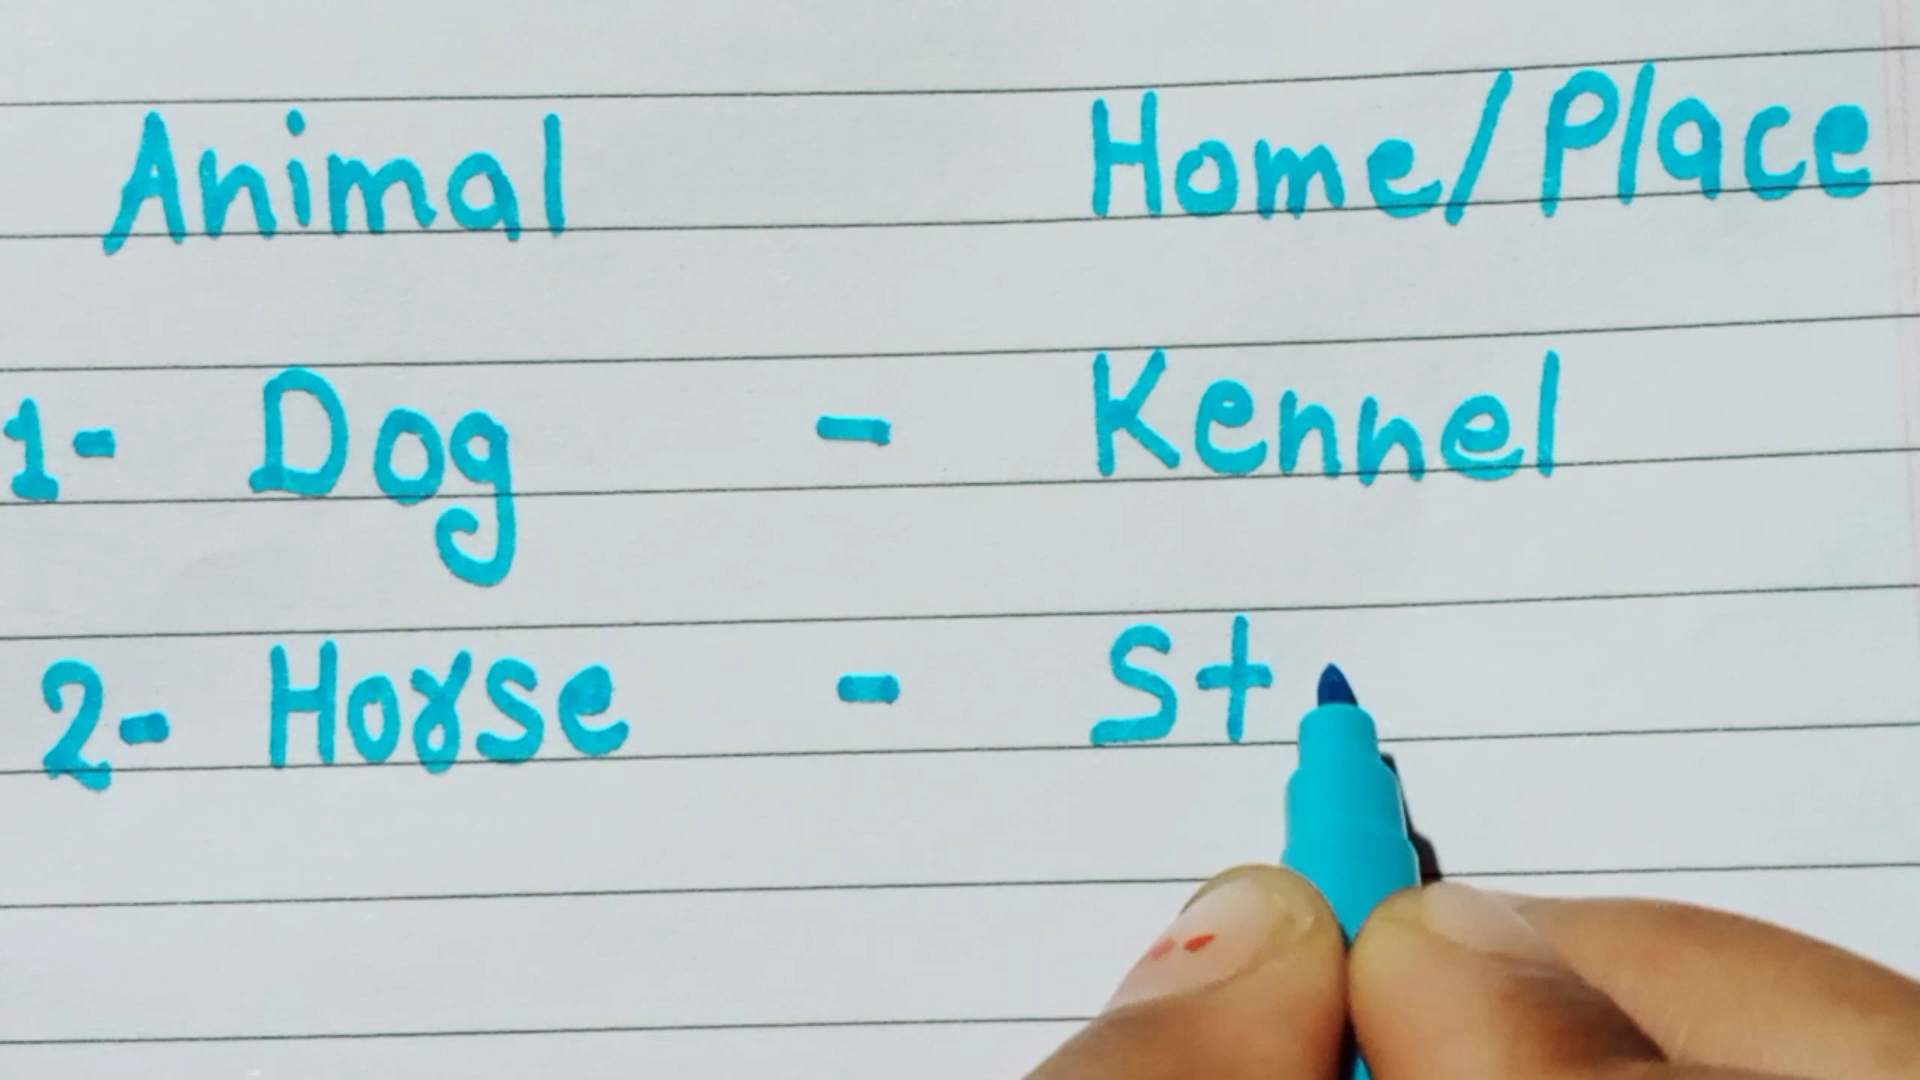 Animal Home/Place
1- Dog - Kennel
2- Horse - St